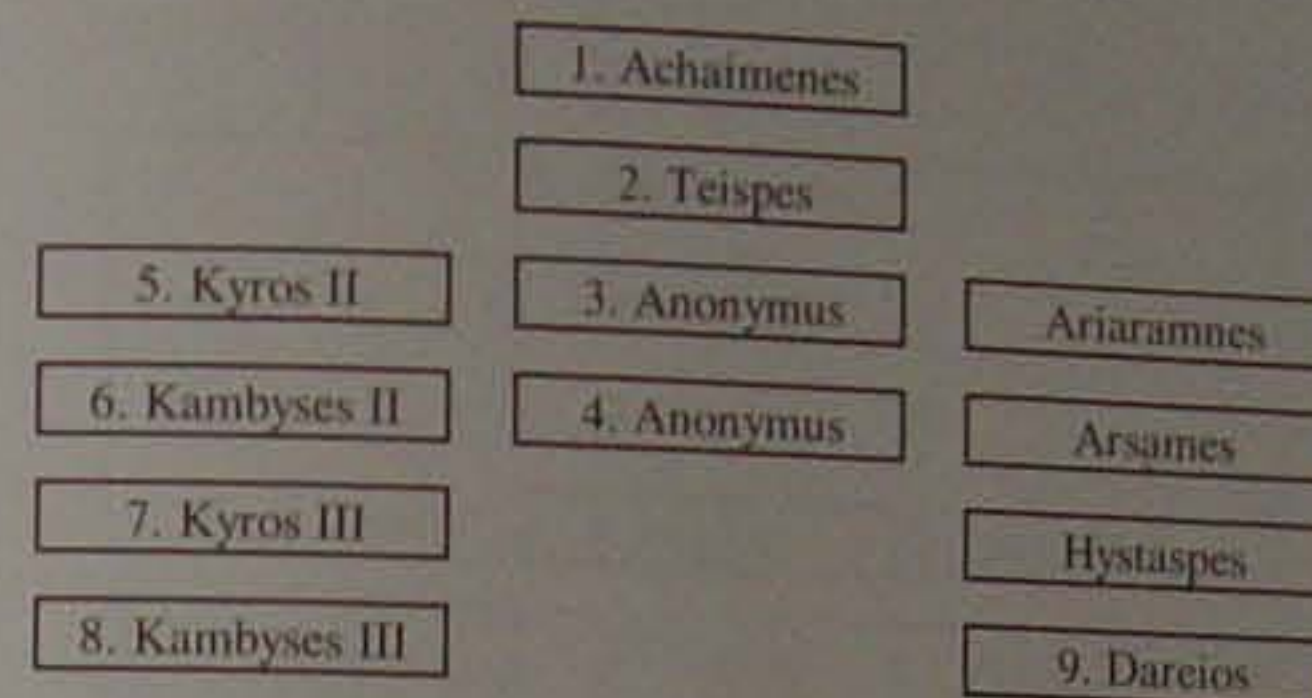 1. Achaimenes
2. Teispes
5. Kyros II
3. Anonymus
Ariaramnes
6. Kambyses II
4. Anonymus
Arsames
7. Kyros III
Hystaspes
8. Kambyses III
9. Dareios